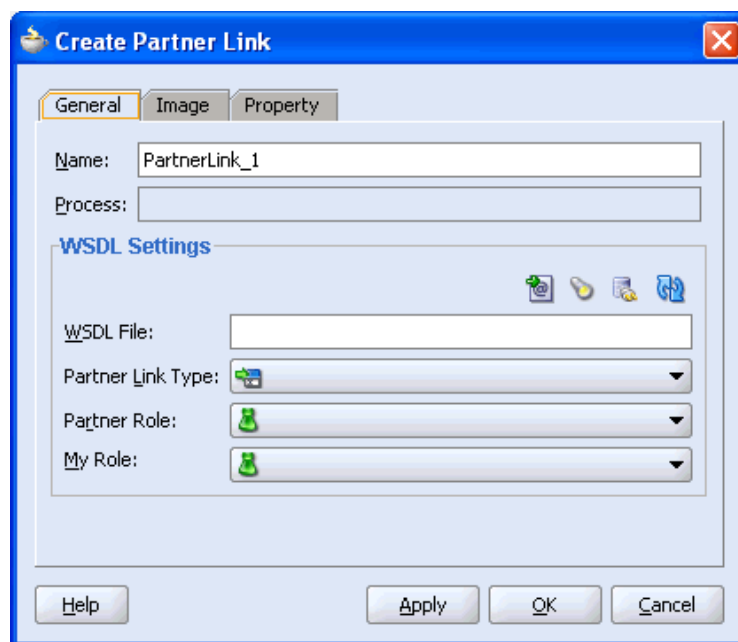 Create Partner Link
General Image Property
Name: PartnerLink_1
Process:
WSDL Settings
WSDL File:
Partner Link Type:
Partner Role:
My Role:
Help Apply OK Cancel